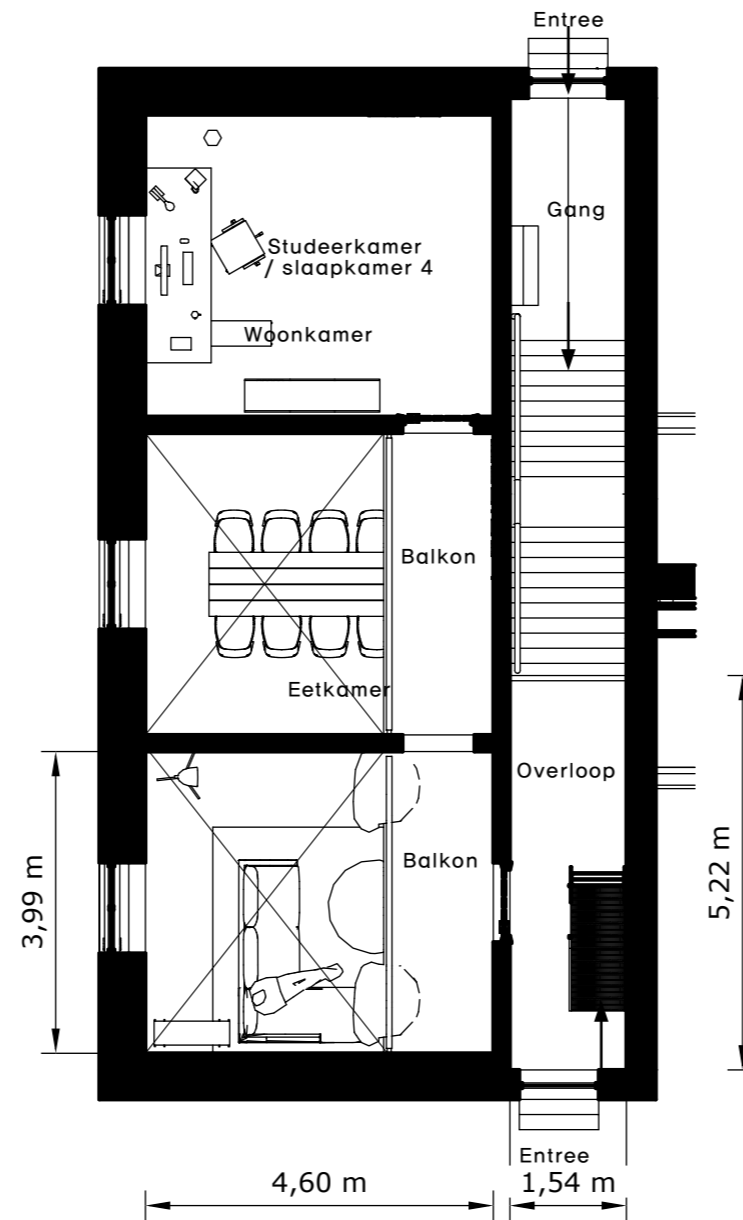 Entree
Gang
Studeerkamer
/ slaapkamer 4
Woonkamer
Balkon
Eetkamer
Overloop
Balkon
3,99 m
5,22 m
Entree
4,60 m
1,54 m